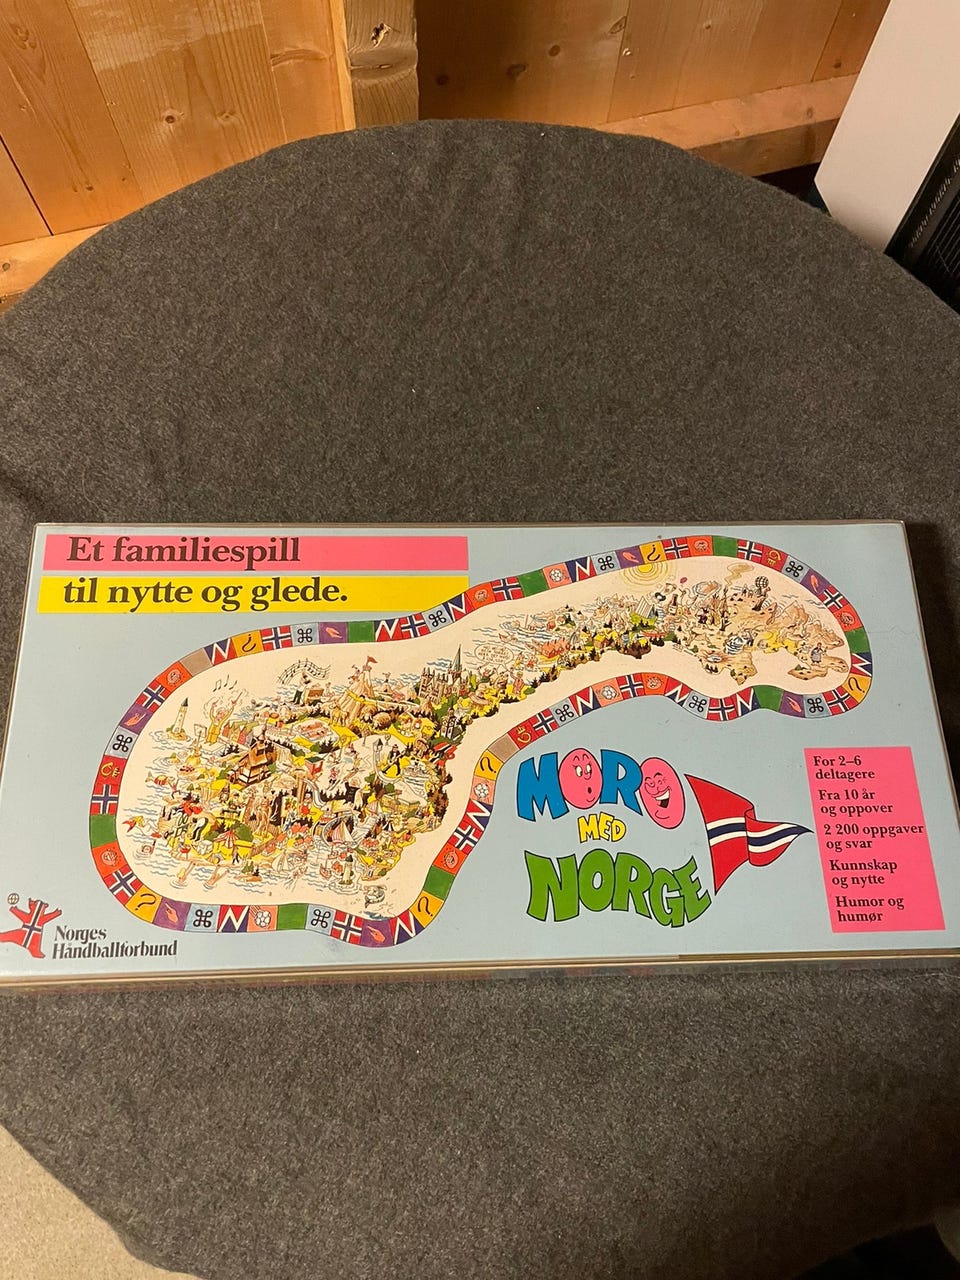 Et familiespill
til nytte og glede.
MORO
MED
NORGE
For 2–6
deltagere
Fra 10 år
og oppover
2 200 oppgaver
og svar
Kunnskap
og nytte
Humor og
humør
Norges
Håndballforbund